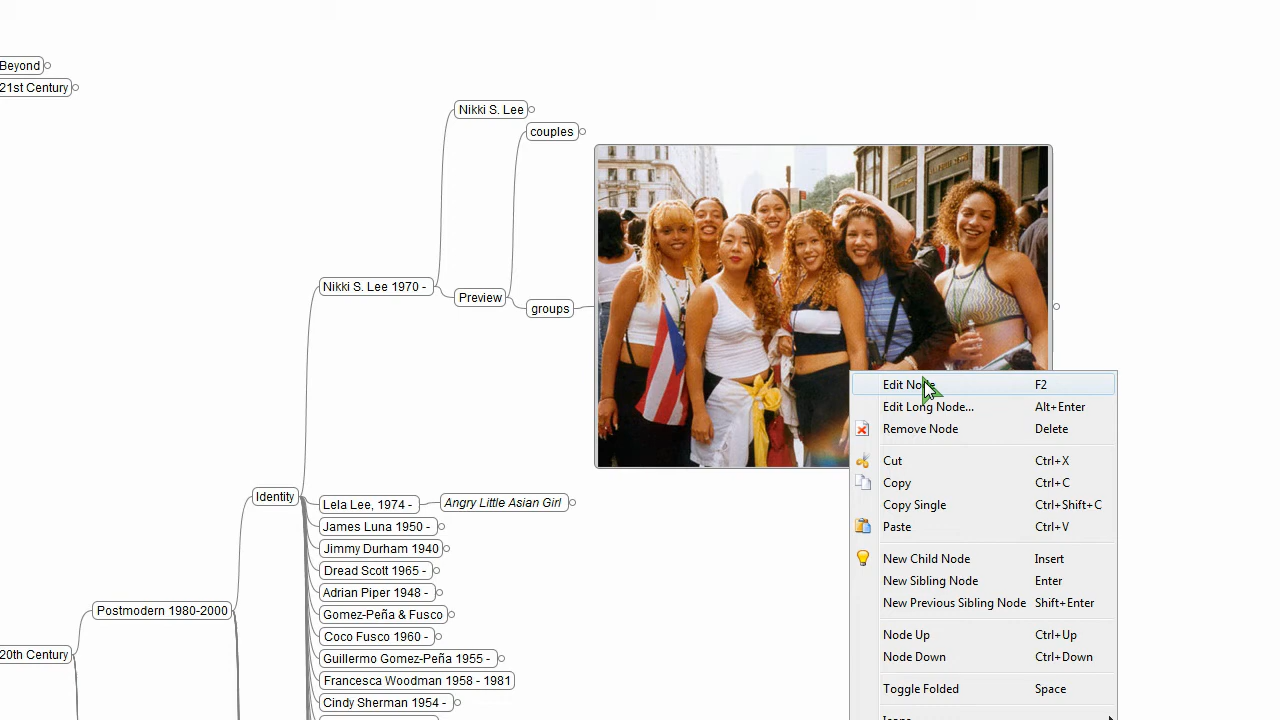 Beyond
21st Century
Nikki S. Lee
couples
Nikki S. Lee 1970 -
Preview
groups
Edit Node F2
Edit Long Node... Alt+Enter
Remove Node Delete
Cut Ctrl+X
Copy Ctrl+C
Copy Single Ctrl+Shift+C
Paste Ctrl+V
New Child Node Insert
New Sibling Node Enter
New Previous Sibling Node Shift+Enter
Node Up Ctrl+Up
Node Down Ctrl+Down
Toggle Folded Space
Icons
Identity
Lela Lee, 1974 -
Angry Little Asian Girl
James Luna 1950 -
Jimmy Durham 1940
Dread Scott 1965 -
Adrian Piper 1948 -
Gomez-Peña & Fusco
Coco Fusco 1960 -
Guillermo Gomez-Peña 1955 -
Francesca Woodman 1958 - 1981
Cindy Sherman 1954 -
Postmodern 1980-2000
20th Century